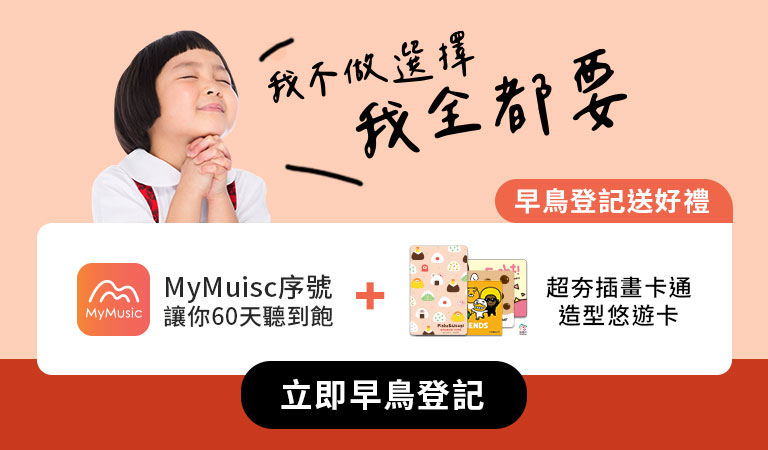 我不做選擇
我全都要
早鳥登記送好禮
MyMusic
MyMuisc序號
讓你60天聽到飽
+
超夯插畫卡通
造型悠遊卡
立即早鳥登記